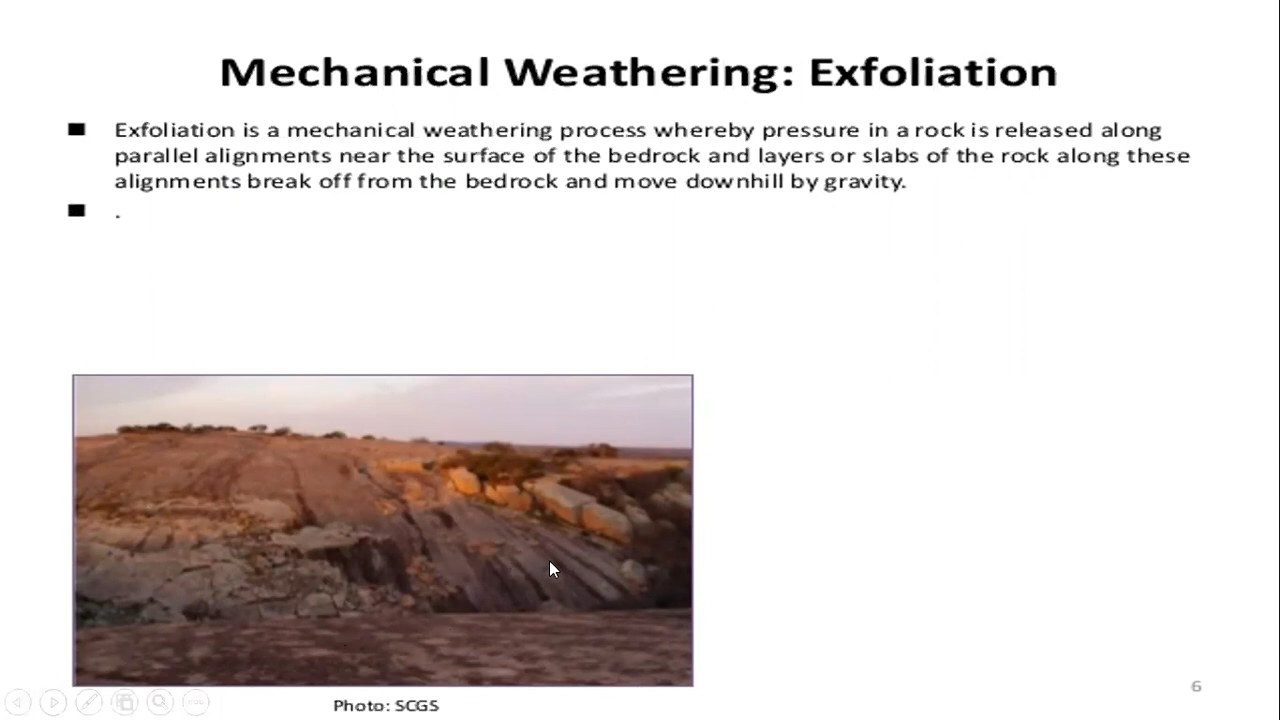 Mechanical Weathering: Exfoliation
Exfoliation is a mechanical weathering process whereby pressure in a rock is released along
parallel alignments near the surface of the bedrock and layers or slabs of the rock along these
alignments break off from the bedrock and move downhill by gravity.
.
Photo: SCGS
6